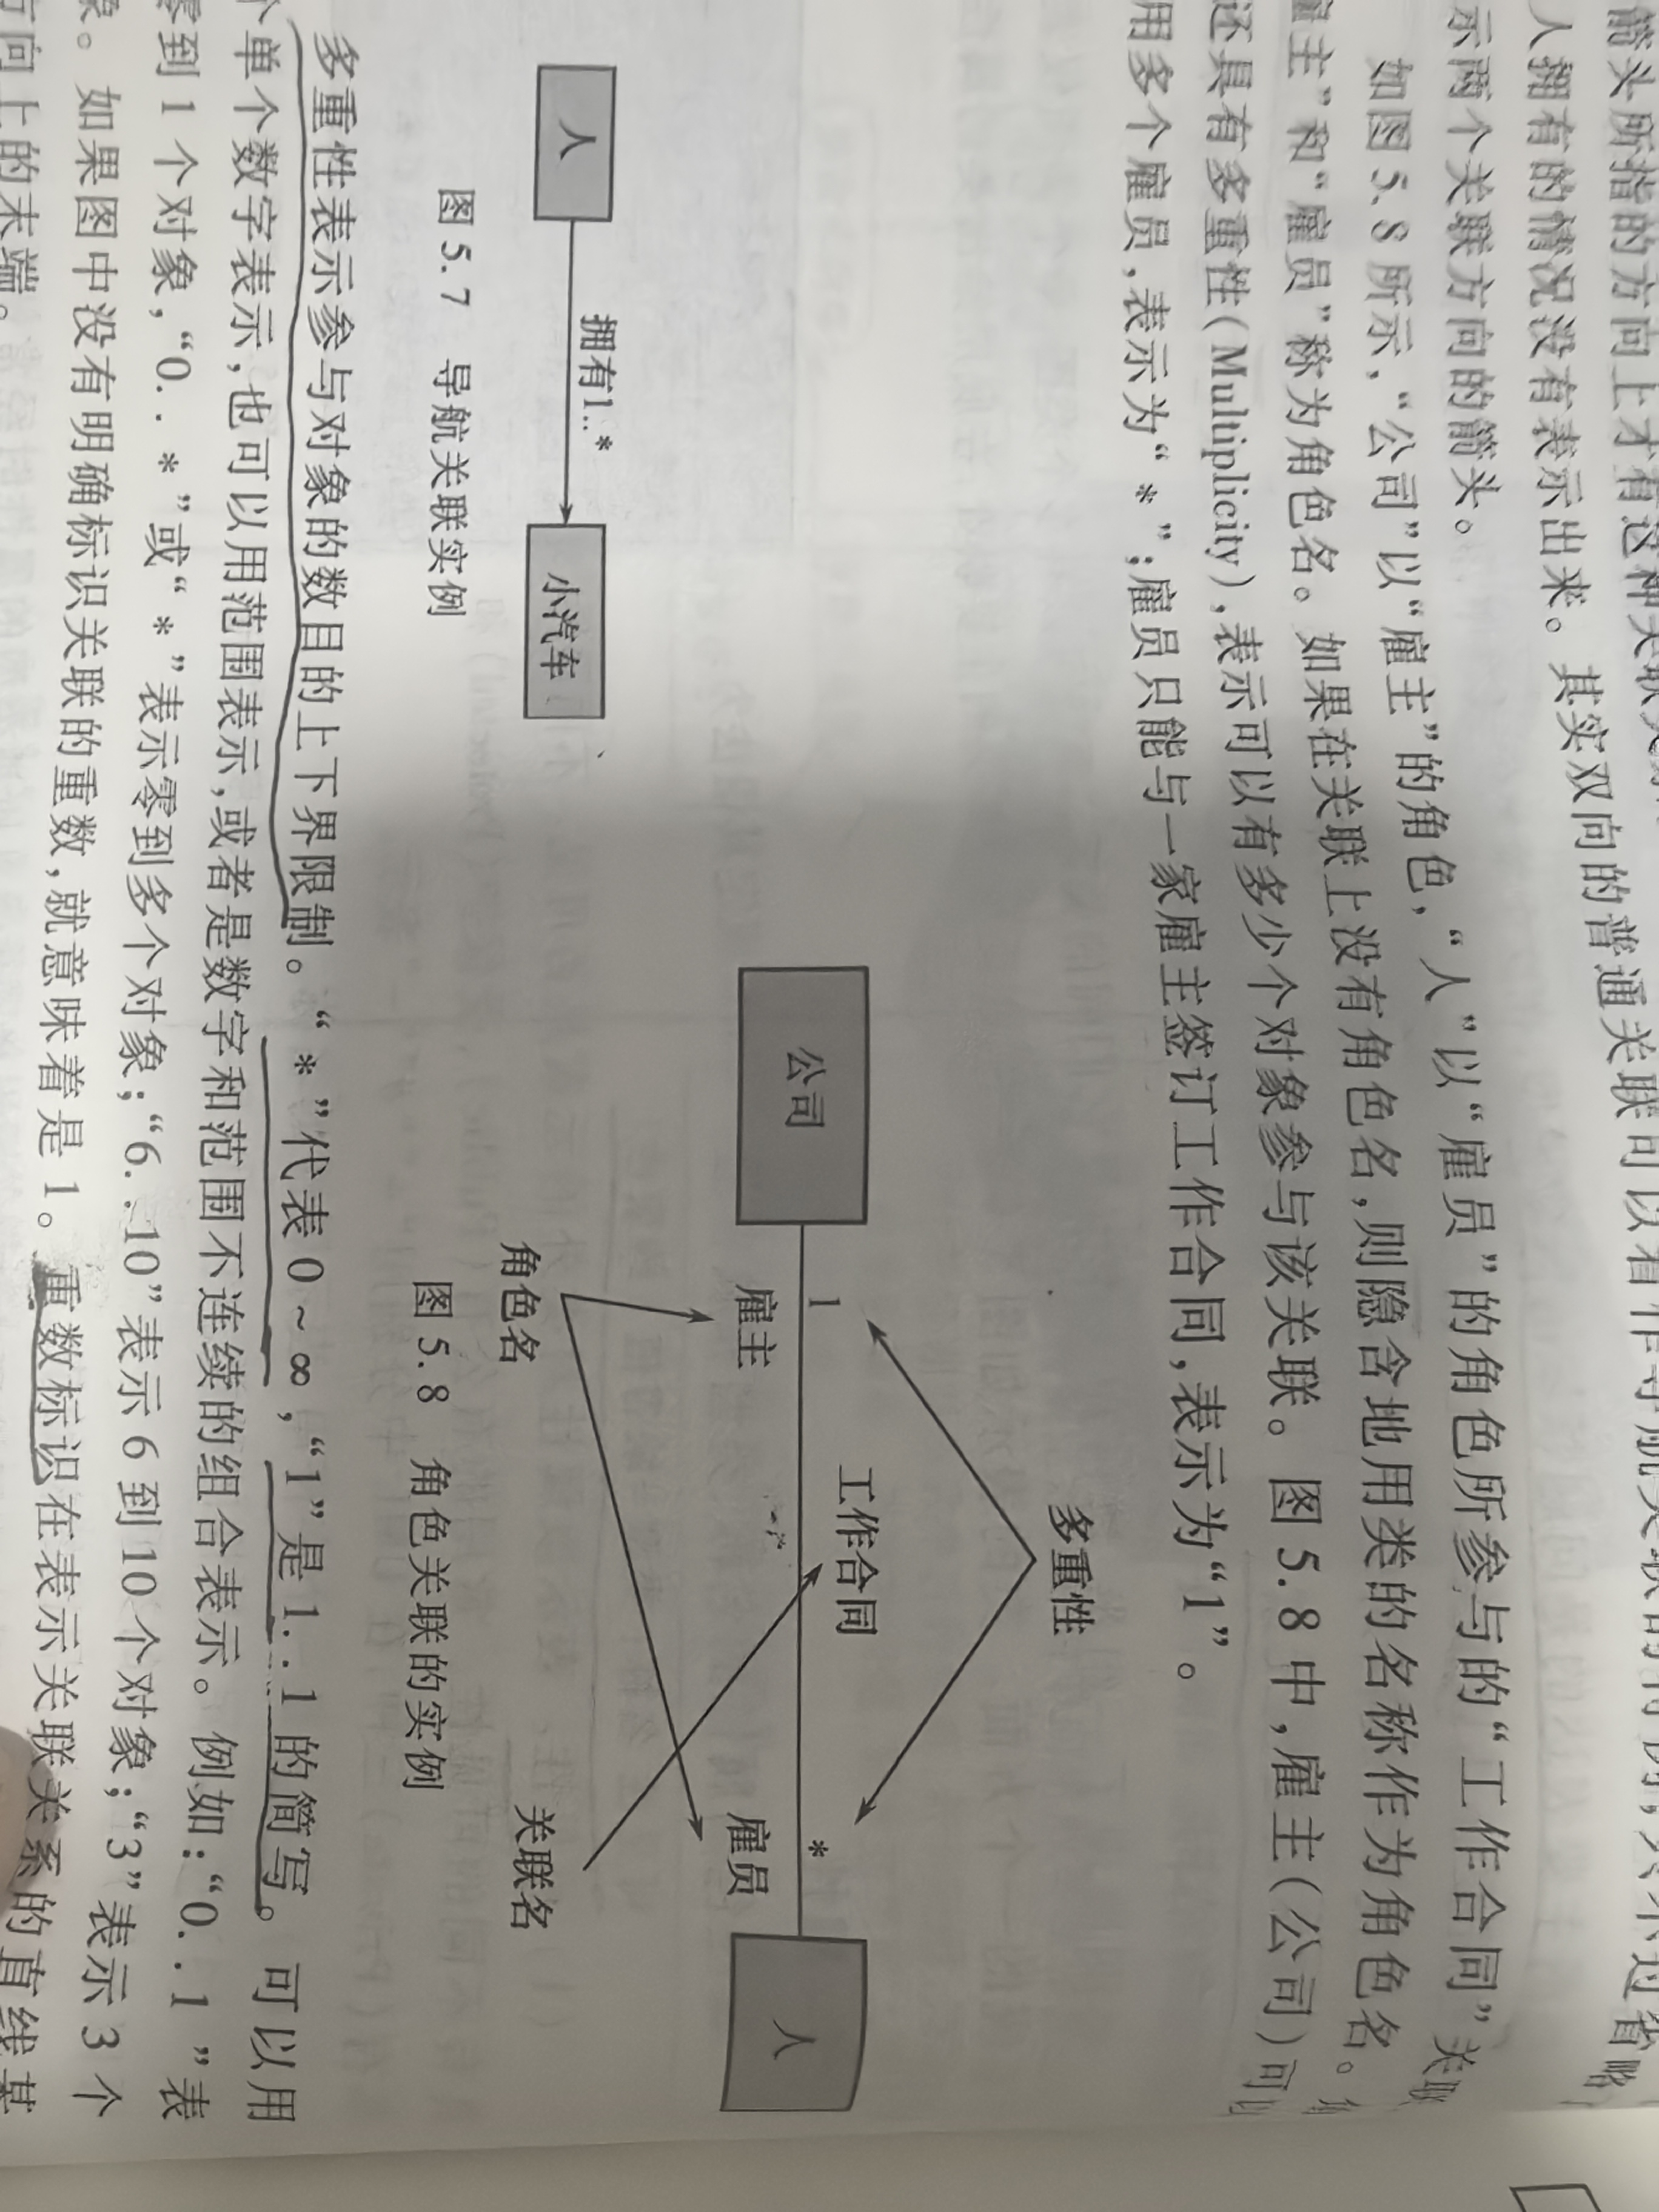 箭头所指的方向上才有这种关联关
人拥有的情况没有表示出来。其实双向的普通关联可以看作导航关联的特例,只不过省略
示两个关联方向的箭头。
如图 5.8 所示,“公司”以“雇主”的角色,“人”以“雇员”的角色所参与的“工作合同”关联
雇主”和“雇员”称为角色名。如果在关联上没有角色名,则隐含地用类的名称作为角色名。角
还具有多重性(Multiplicity),表示可以有多少个对象参与该关联。图 5.8 中,雇主(公司)可以
用多个雇员,表示为“*”;雇员只能与一家雇主签订工作合同,表示为“1”。
多重性
工作合同
公司
1
*
人
雇主
雇员
人
拥有1..*
小汽车
角色名
关联名
图 5.7 导航关联实例
图 5.8 角色关联的实例
多重性表示参与对象的数目的上下界限制。“*”代表 0~∞,“1”是 1..1 的简写。可以用
个单个数字表示,也可以用范围表示,或者是数字和范围不连续的组合表示。例如:“0..1 ”表
零到 1 个对象,“0..*”或“*”表示零到多个对象;“6..10”表示 6 到 10 个对象;“3”表示 3 个
象。如果图中没有明确标识关联的重数,就意味着是 1。重数标识在表示关联关系的直线某
方向上的末端。